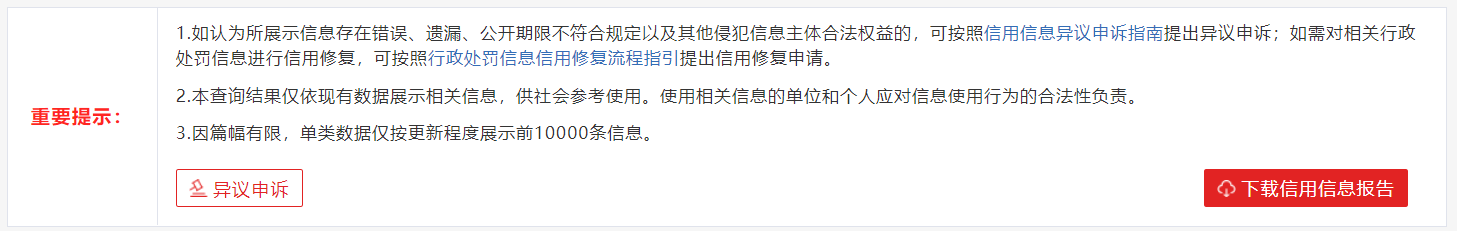 1.如认为所展示信息存在错误、遗漏、公开期限不符合规定以及其他侵犯信息主体合法权益的，可按照信用信息异议申诉指南提出异议申诉；如需对相关行政
处罚信息进行信用修复，可按照行政处罚信息信用修复流程指引提出信用修复申请。
重要提示：
2.本查询结果仅依现有数据展示相关信息，供社会参考使用。使用相关信息的单位和个人应对信息使用行为的合法性负责。
3.因篇幅有限，单类数据仅按更新程度展示前10000条信息。
异议申诉
下载信用信息报告